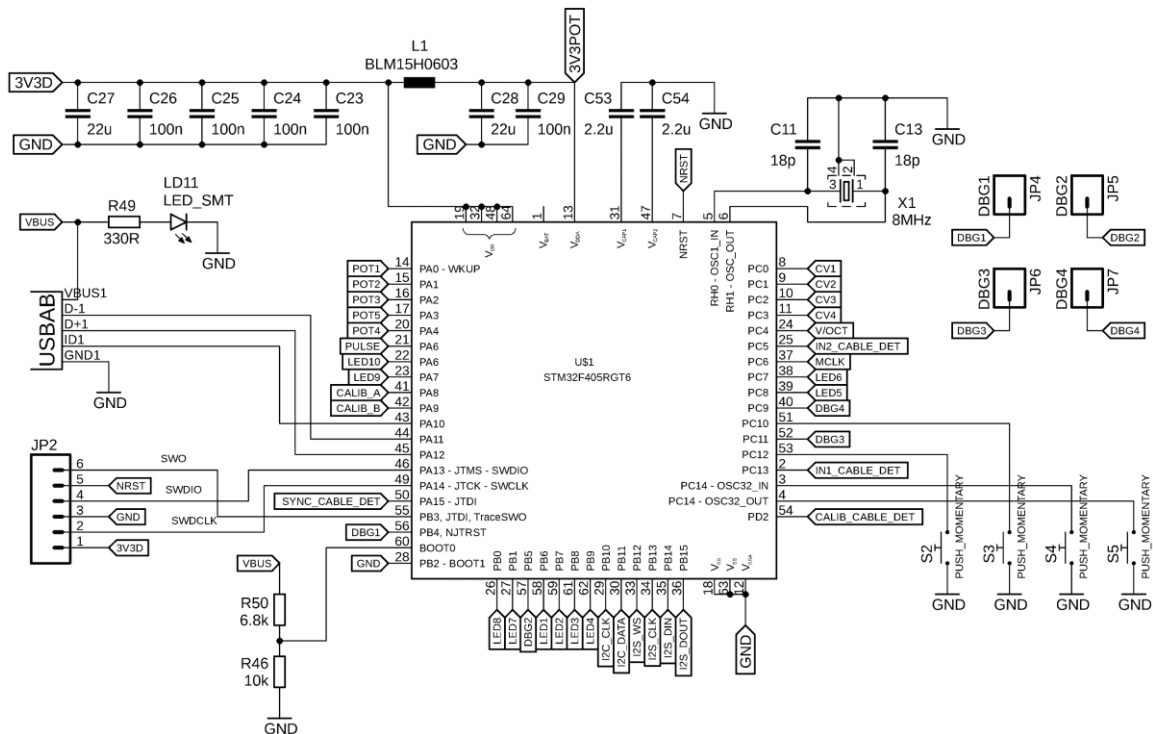 L1
BLM15H0603
3V3POT
3V3D
C27
22u
C26
100n
C25
100n
C24
100n
C23
100n
C28
22u
C29
100n
C53
2.2u
C54
2.2u
GND
GND
GND
C11
18p
C13
18p
GND
4 2
3 1
X1
8MHz
NRST
DBG1
JP4
DBG1
DBG2
JP5
DBG2
DBG3
JP6
DBG3
DBG4
JP7
DBG4
LD11
LED_SMT
VBUS
R49
330R
GND
USBAB
VBUS1
D-1
D+1
ID1
GND1
GND
JP2
6 SWO
5 NRST
4 SWDIO
3 GND
2 SWDCLK
1 3V3D
VBUS
R50
6.8k
R46
10k
GND
19 32 48 64 1 13 31 47 7 5 6
VDD VBAT VDDA VCAP1 VCAP2 NRST RH0 - OSC1_IN RH1 - OSC_OUT
U$1
STM32F405RGT6
POT1 14 PA0 - WKUP
POT2 15 PA1
POT3 16 PA2
POT5 17 PA3
POT4 20 PA4
PULSE 21 PA6
LED10 22 PA6
LED9 23 PA7
CALIB_A 41 PA8
CALIB_B 42 PA9
43 PA10
44 PA11
45 PA12
46 PA13 - JTMS - SWDIO
49 PA14 - JTCK - SWCLK
SYNC_CABLE_DET 50 PA15 - JTDI
55 PB3, JTDI, TraceSWO
DBG1 56 PB4, NJTRST
60 BOOT0
GND 28 PB2 - BOOT1
PC0 8 CV1
PC1 9 CV2
PC2 10 CV3
PC3 11 CV4
PC4 24 V/OCT
PC5 25 IN2_CABLE_DET
PC6 37 MCLK
PC7 38 LED6
PC8 39 LED5
PC9 40 DBG4
PC10 51
PC11 52 DBG3
PC12 53
PC13 2 IN1_CABLE_DET
PC14 - OSC32_IN 3
PC14 - OSC32_OUT 4
PD2 54 CALIB_CABLE_DET
PB0 26 LED8
PB1 27 LED7
PB5 57 DBG2
PB6 58 LED1
PB7 59 LED2
PB8 61 LED3
PB9 62 LED4
PB10 29 I2C_CLK
PB11 30 I2C_DATA
PB12 33 I2S_WS
PB13 34 I2S_CLK
PB14 35 I2S_DIN
PB15 36 I2S_DOUT
VSS 18
VSS 63
VSSA 12
GND
S2
PUSH_MOMENTARY
GND
S3
PUSH_MOMENTARY
GND
S4
PUSH_MOMENTARY
GND
S5
PUSH_MOMENTARY
GND